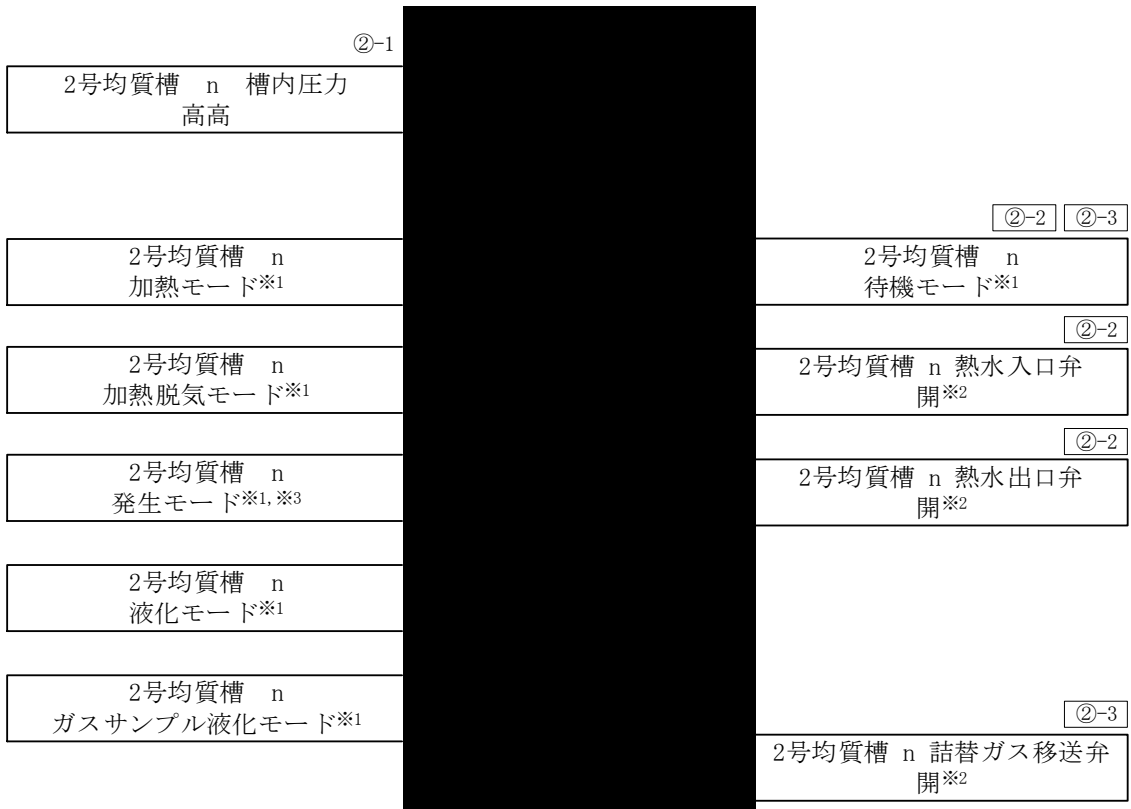 ②-1
2号均質槽 n 槽内圧力
高高
2号均質槽 n
加熱モード※1
2号均質槽 n
加熱脱気モード※1
2号均質槽 n
発生モード※1,※3
2号均質槽 n
液化モード※1
2号均質槽 n
ガスサンプル液化モード※1
②-2 ②-3
2号均質槽 n
待機モード※1
②-2
2号均質槽 n 熱水入口弁
開※2
②-2
2号均質槽 n 熱水出口弁
開※2
②-3
2号均質槽 n 詰替ガス移送弁
開※2